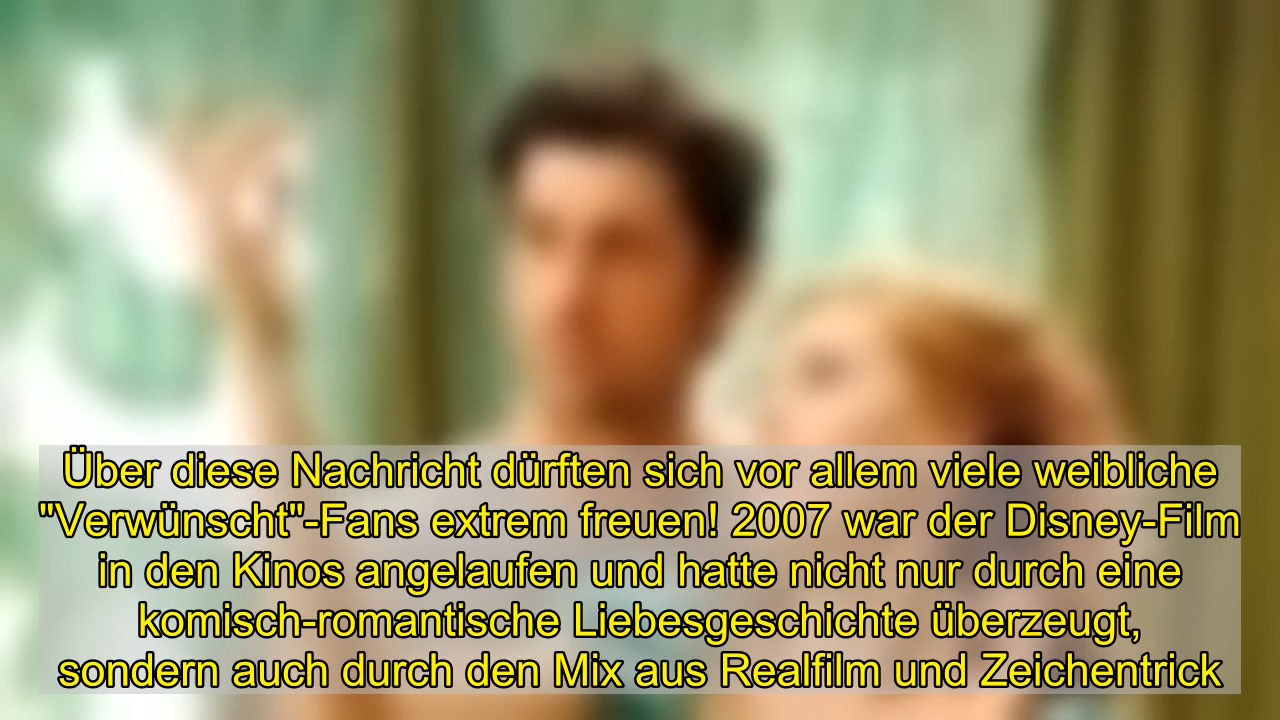 Über diese Nachricht dürften sich vor allem viele weibliche
"Verwünscht"-Fans extrem freuen! 2007 war der Disney-Film
in den Kinos angelaufen und hatte nicht nur durch eine
komisch-romantische Liebesgeschichte überzeugt,
sondern auch durch den Mix aus Realfilm und Zeichentrick